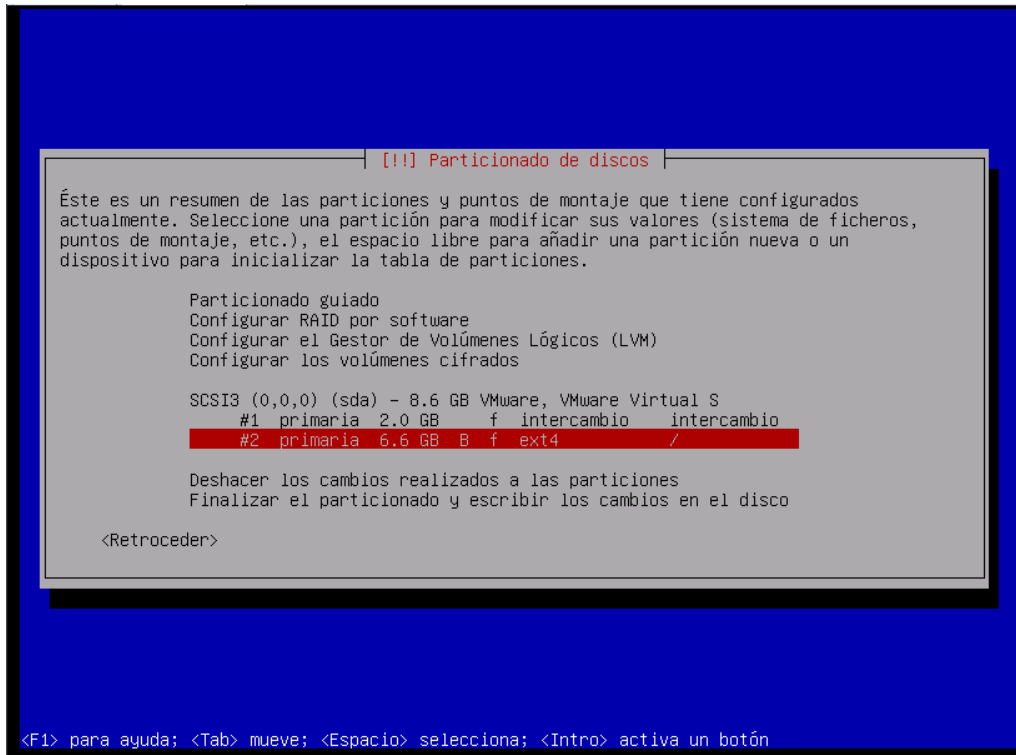 [!!] Particionado de discos
Éste es un resumen de las particiones y puntos de montaje que tiene configurados
actualmente. Seleccione una partición para modificar sus valores (sistema de ficheros,
puntos de montaje, etc.), el espacio libre para añadir una partición nueva o un
dispositivo para inicializar la tabla de particiones.
Particionado guiado
Configurar RAID por software
Configurar el Gestor de Volúmenes Lógicos (LVM)
Configurar los volúmenes cifrados
SCSI3 (0,0,0) (sda) - 8.6 GB VMware, VMware Virtual S
#1 primaria 2.0 GB f intercambio intercambio
#2 primaria 6.6 GB B f ext4 /
Deshacer los cambios realizados a las particiones
Finalizar el particionado y escribir los cambios en el disco
<Retroceder>
<F1> para ayuda; <Tab> mueve; <Espacio> selecciona; <Intro> activa un botón